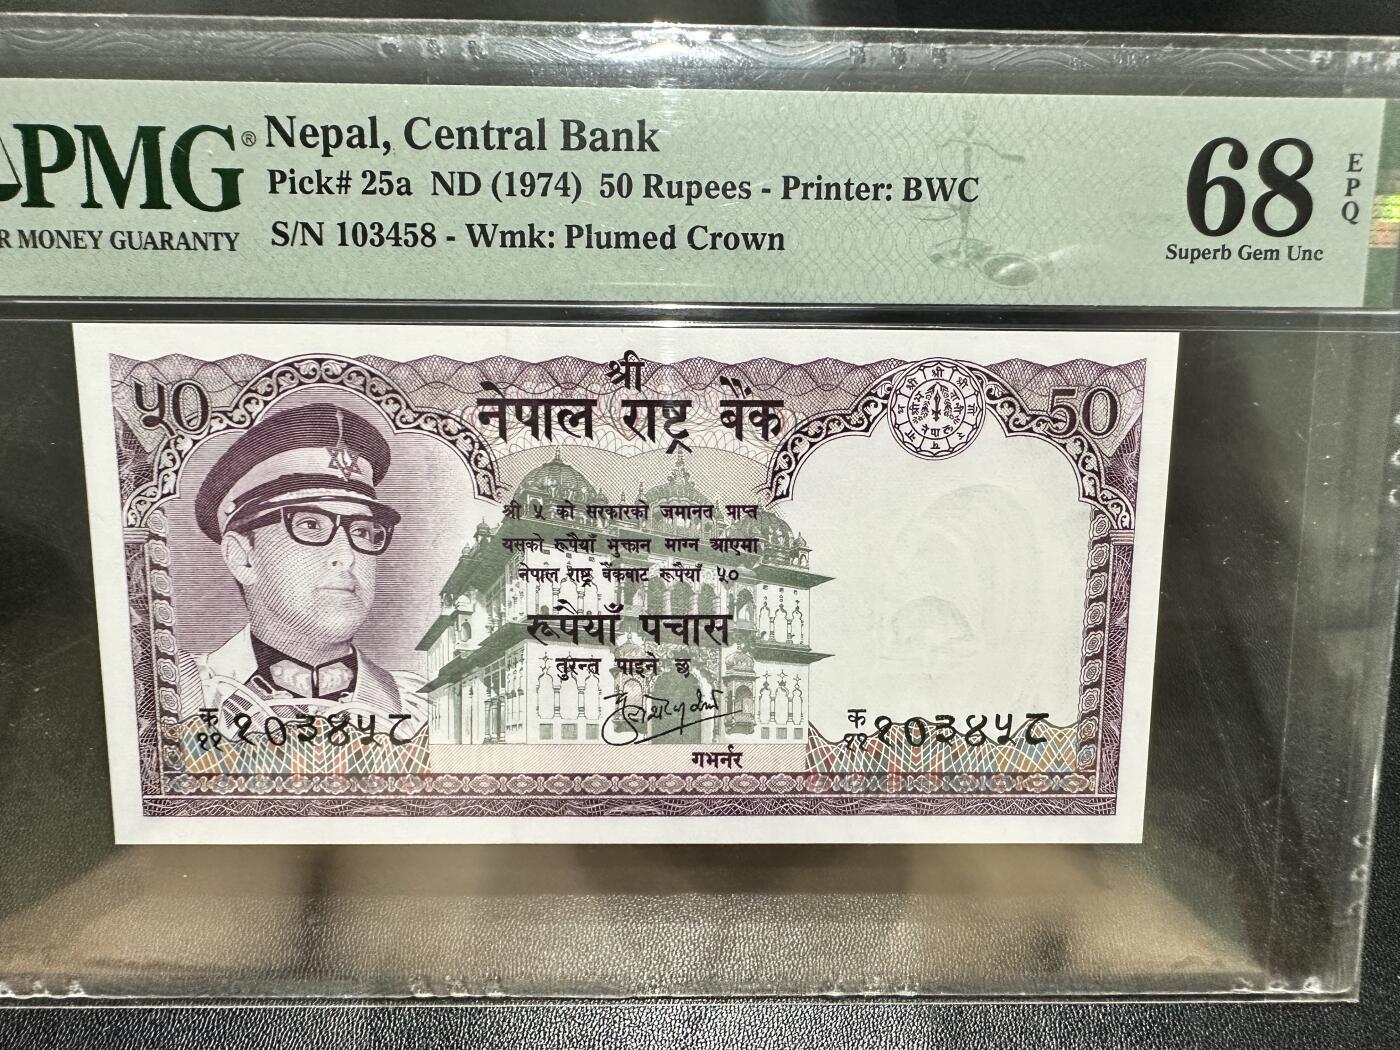 PMG®
Nepal, Central Bank
Pick# 25a ND (1974) 50 Rupees - Printer: BWC
S/N 103458 - Wmk: Plumed Crown
R MONEY GUARANTY
68
EPQ
Superb Gem Unc
५०
श्री
नेपाल राष्ट्र बैंक
50
श्री ५ को सरकारको जमानत प्राप्त
यसको रूपैयाँ भुक्तान माग्न आएमा
नेपाल राष्ट्र बैंकबाट रूपैयाँ ५०
रूपैयाँ पचास
तुरन्त पाइने छ
क ११ १०३४५८
क ११ १०३४५८
गभर्नर